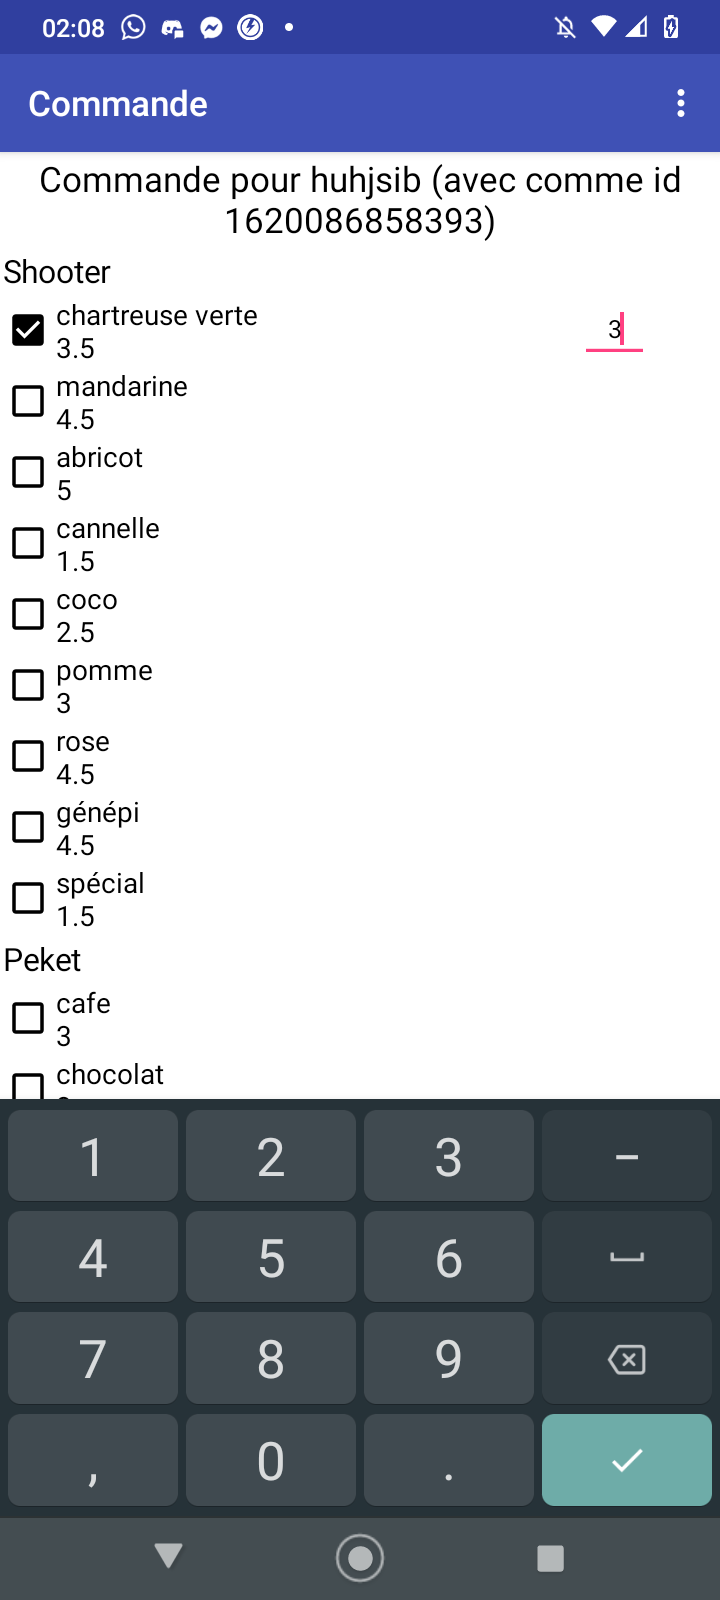 02:08
Commande
Commande pour huhjsib (avec comme id
1620086858393)
Shooter
chartreuse verte
3.5
3
mandarine
4.5
abricot
5
cannelle
1.5
coco
2.5
pomme
3
rose
4.5
génépi
4.5
spécial
1.5
Peket
cafe
3
chocolat
1 2 3 –
4 5 6
7 8 9
, 0 .